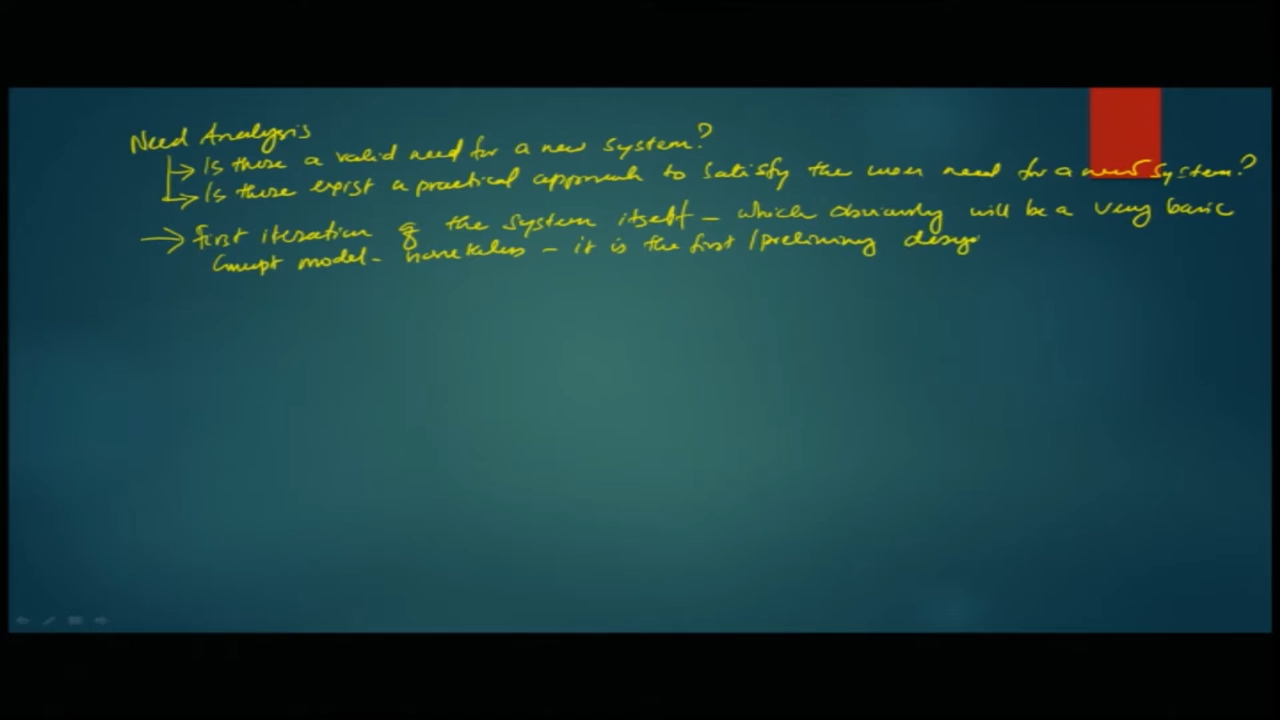 Need Analysis
Is there a valid need for a new system?
Is there exist a practical approach to satisfy the user need for a new system?
first iteration of the system itself - which obviously will be a very basic
Concept model - nonetheless - it is the first / preliminary desig